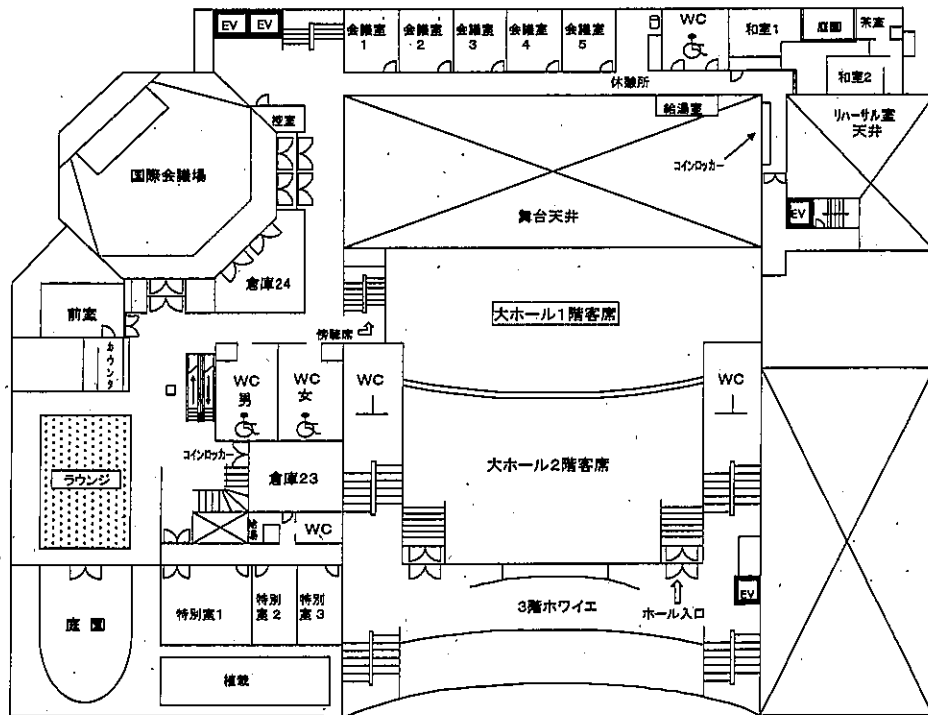 EV
EV
会議室
1
会議室
2
会議室
3
会議室
4
会議室
5
WC
和室1
庭園
茶室
和室2
休憩所
控室
給湯室
リハーサル室
天井
コインロッカー
国際会議場
舞台天井
EV
倉庫24
前室
大ホール1階客席
傍聴席
カウンタ
WC
男
WC
女
WC
WC
コインロッカー
大ホール2階客席
倉庫23
ラウンジ
給湯
WC
特別室1
特別
室2
特別
室3
3階ホワイエ
ホール入口
EV
庭園
植栽